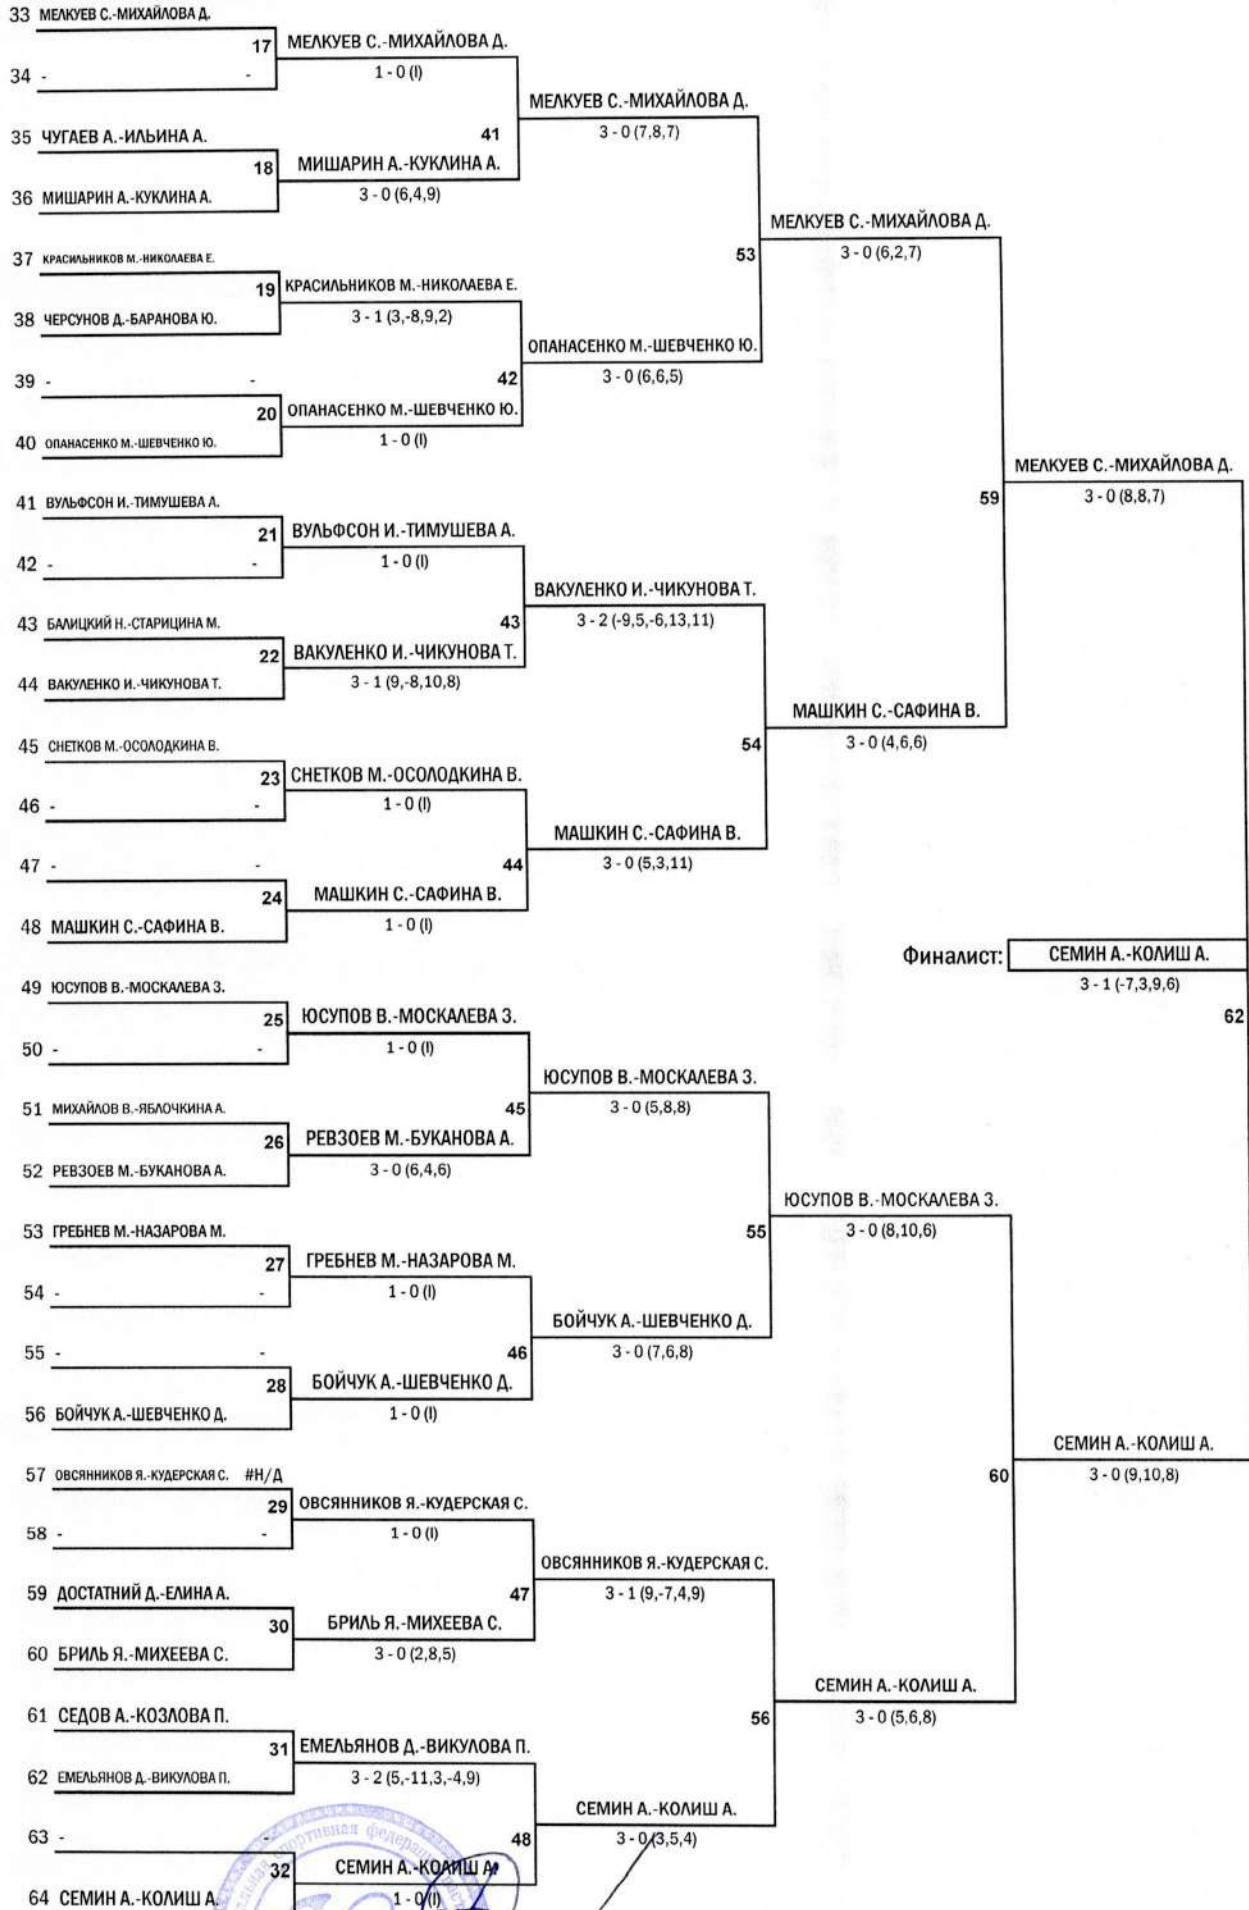 33 МЕЛКУЕВ С.-МИХАЙЛОВА Д.
17 МЕЛКУЕВ С.-МИХАЙЛОВА Д.
34 - -
1 - 0 (I)
МЕЛКУЕВ С.-МИХАЙЛОВА Д.
35 ЧУГАЕВ А.-ИЛЬИНА А.
41
3 - 0 (7,8,7)
18 МИШАРИН А.-КУКЛИНА А.
36 МИШАРИН А.-КУКЛИНА А.
3 - 0 (6,4,9)
МЕЛКУЕВ С.-МИХАЙЛОВА Д.
37 КРАСИЛЬНИКОВ М.-НИКОЛАЕВА Е.
53
3 - 0 (6,2,7)
19 КРАСИЛЬНИКОВ М.-НИКОЛАЕВА Е.
38 ЧЕРСУНОВ Д.-БАРАНОВА Ю.
3 - 1 (3,-8,9,2)
ОПАНАСЕНКО М.-ШЕВЧЕНКО Ю.
39 - -
42
3 - 0 (6,6,5)
20 ОПАНАСЕНКО М.-ШЕВЧЕНКО Ю.
40 ОПАНАСЕНКО М.-ШЕВЧЕНКО Ю.
1 - 0 (I)
МЕЛКУЕВ С.-МИХАЙЛОВА Д.
41 ВУЛЬФСОН И.-ТИМУШЕВА А.
59
3 - 0 (8,8,7)
21 ВУЛЬФСОН И.-ТИМУШЕВА А.
42 - -
1 - 0 (I)
ВАКУЛЕНКО И.-ЧИКУНОВА Т.
43 БАЛИЦКИЙ Н.-СТАРИЦИНА М.
43
3 - 2 (-9,5,-6,13,11)
22 ВАКУЛЕНКО И.-ЧИКУНОВА Т.
44 ВАКУЛЕНКО И.-ЧИКУНОВА Т.
3 - 1 (9,-8,10,8)
МАШКИН С.-САФИНА В.
45 СНЕТКОВ М.-ОСОЛОДКИНА В.
54
3 - 0 (4,6,6)
23 СНЕТКОВ М.-ОСОЛОДКИНА В.
46 - -
1 - 0 (I)
МАШКИН С.-САФИНА В.
47 - -
44
3 - 0 (5,3,11)
24 МАШКИН С.-САФИНА В.
48 МАШКИН С.-САФИНА В.
1 - 0 (I)
Финалист: СЕМИН А.-КОЛИШ А.
49 ЮСУПОВ В.-МОСКАЛЕВА З.
3 - 1 (-7,3,9,6)
25 ЮСУПОВ В.-МОСКАЛЕВА З.
62
50 - -
1 - 0 (I)
ЮСУПОВ В.-МОСКАЛЕВА З.
51 МИХАЙЛОВ В.-ЯБЛОЧКИНА А.
45
3 - 0 (5,8,8)
26 РЕВЗОЕВ М.-БУКАНОВА А.
52 РЕВЗОЕВ М.-БУКАНОВА А.
3 - 0 (6,4,6)
ЮСУПОВ В.-МОСКАЛЕВА З.
53 ГРЕБНЕВ М.-НАЗАРОВА М.
55
3 - 0 (8,10,6)
27 ГРЕБНЕВ М.-НАЗАРОВА М.
54 - -
1 - 0 (I)
БОЙЧУК А.-ШЕВЧЕНКО Д.
55 - -
46
3 - 0 (7,6,8)
28 БОЙЧУК А.-ШЕВЧЕНКО Д.
56 БОЙЧУК А.-ШЕВЧЕНКО Д.
1 - 0 (I)
СЕМИН А.-КОЛИШ А.
57 ОВСЯННИКОВ Я.-КУДЕРСКАЯ С. #Н/Д
60
3 - 0 (9,10,8)
29 ОВСЯННИКОВ Я.-КУДЕРСКАЯ С.
58 - -
1 - 0 (I)
ОВСЯННИКОВ Я.-КУДЕРСКАЯ С.
59 ДОСТАТНИЙ Д.-ЕЛИНА А.
47
3 - 1 (9,-7,4,9)
30 БРИЛЬ Я.-МИХЕЕВА С.
60 БРИЛЬ Я.-МИХЕЕВА С.
3 - 0 (2,8,5)
СЕМИН А.-КОЛИШ А.
61 СЕДОВ А.-КОЗЛОВА П.
56
3 - 0 (5,6,8)
31 ЕМЕЛЬЯНОВ Д.-ВИКУЛОВА П.
62 ЕМЕЛЬЯНОВ Д.-ВИКУЛОВА П.
3 - 2 (5,-11,3,-4,9)
СЕМИН А.-КОЛИШ А.
63 - -
48
3 - 0 (3,5,4)
32 СЕМИН А.-КОЛИШ А.
64 СЕМИН А.-КОЛИШ А.
1 - 0 (I)
спортивная федерация